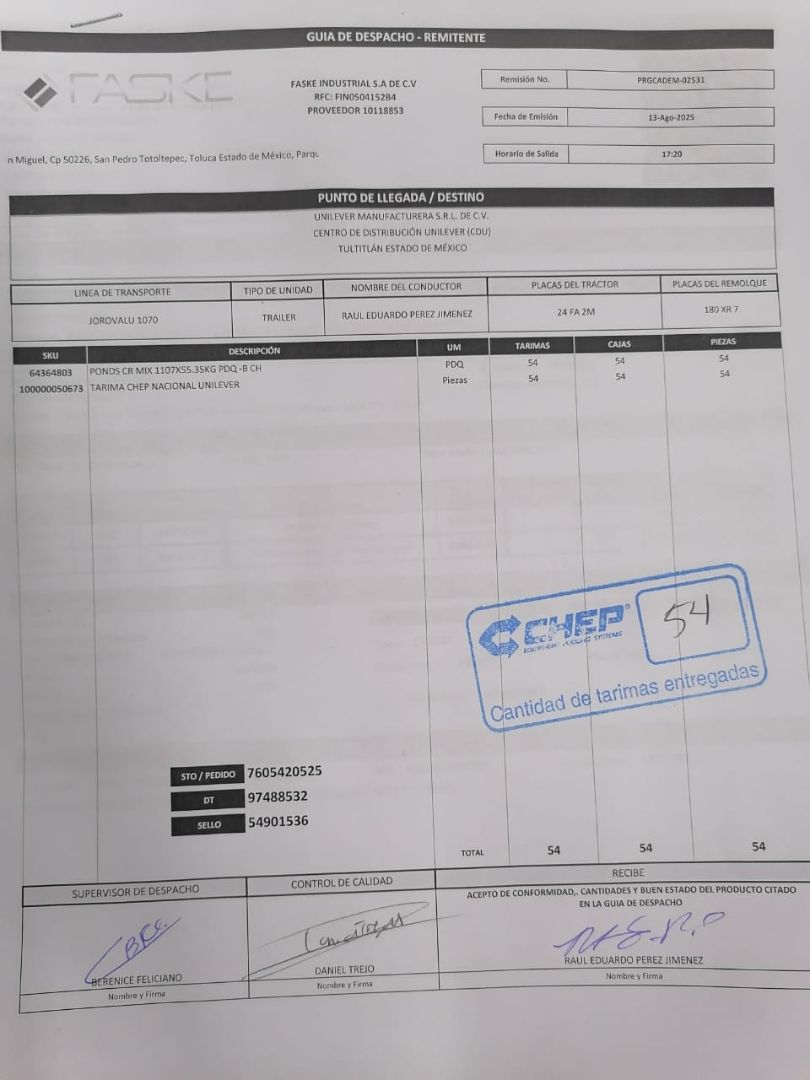 GUIA DE DESPACHO - REMITENTE
FASKE
FASKE INDUSTRIAL S.A DE C.V
RFC: FIN0504152B4
PROVEEDOR 10118853
Remisión No. PRGCADEM-02531
Fecha de Emisión 13-Ago-2025
Horario de Salida 17:20
n Miguel, Cp 50226, San Pedro Totoltepec, Toluca Estado de México, Parqu
PUNTO DE LLEGADA / DESTINO
UNILEVER MANUFACTURERA S.R.L. DE C.V.
CENTRO DE DISTRIBUCIÓN UNILEVER (CDU)
TULTITLÁN ESTADO DE MÉXICO
LINEA DE TRANSPORTE TIPO DE UNIDAD NOMBRE DEL CONDUCTOR PLACAS DEL TRACTOR PLACAS DEL REMOLQUE
JOROVALU 1070 TRAILER RAUL EDUARDO PEREZ JIMENEZ 24 FA 2M 180 XR 7
SKU DESCRIPCIÓN UM TARIMAS CAJAS PIEZAS
64364803 PONDS CR MIX 1107X55.35KG PDQ -B CH PDQ 54 54 54
100000050673 TARIMA CHEP NACIONAL UNILEVER Piezas 54 54 54
CHEP 54
EQUIPMENT POOLING SYSTEMS
Cantidad de tarimas entregadas
STO / PEDIDO 7605420525
DT 97488532
SELLO 54901536
TOTAL 54 54 54
SUPERVISOR DE DESPACHO CONTROL DE CALIDAD RECIBE
ACEPTO DE CONFORMIDAD,. CANTIDADES Y BUEN ESTADO DEL PRODUCTO CITADO
EN LA GUIA DE DESPACHO
BERENICE FELICIANO DANIEL TREJO RAUL EDUARDO PEREZ JIMENEZ
Nombre y Firma Nombre y Firma Nombre y Firma